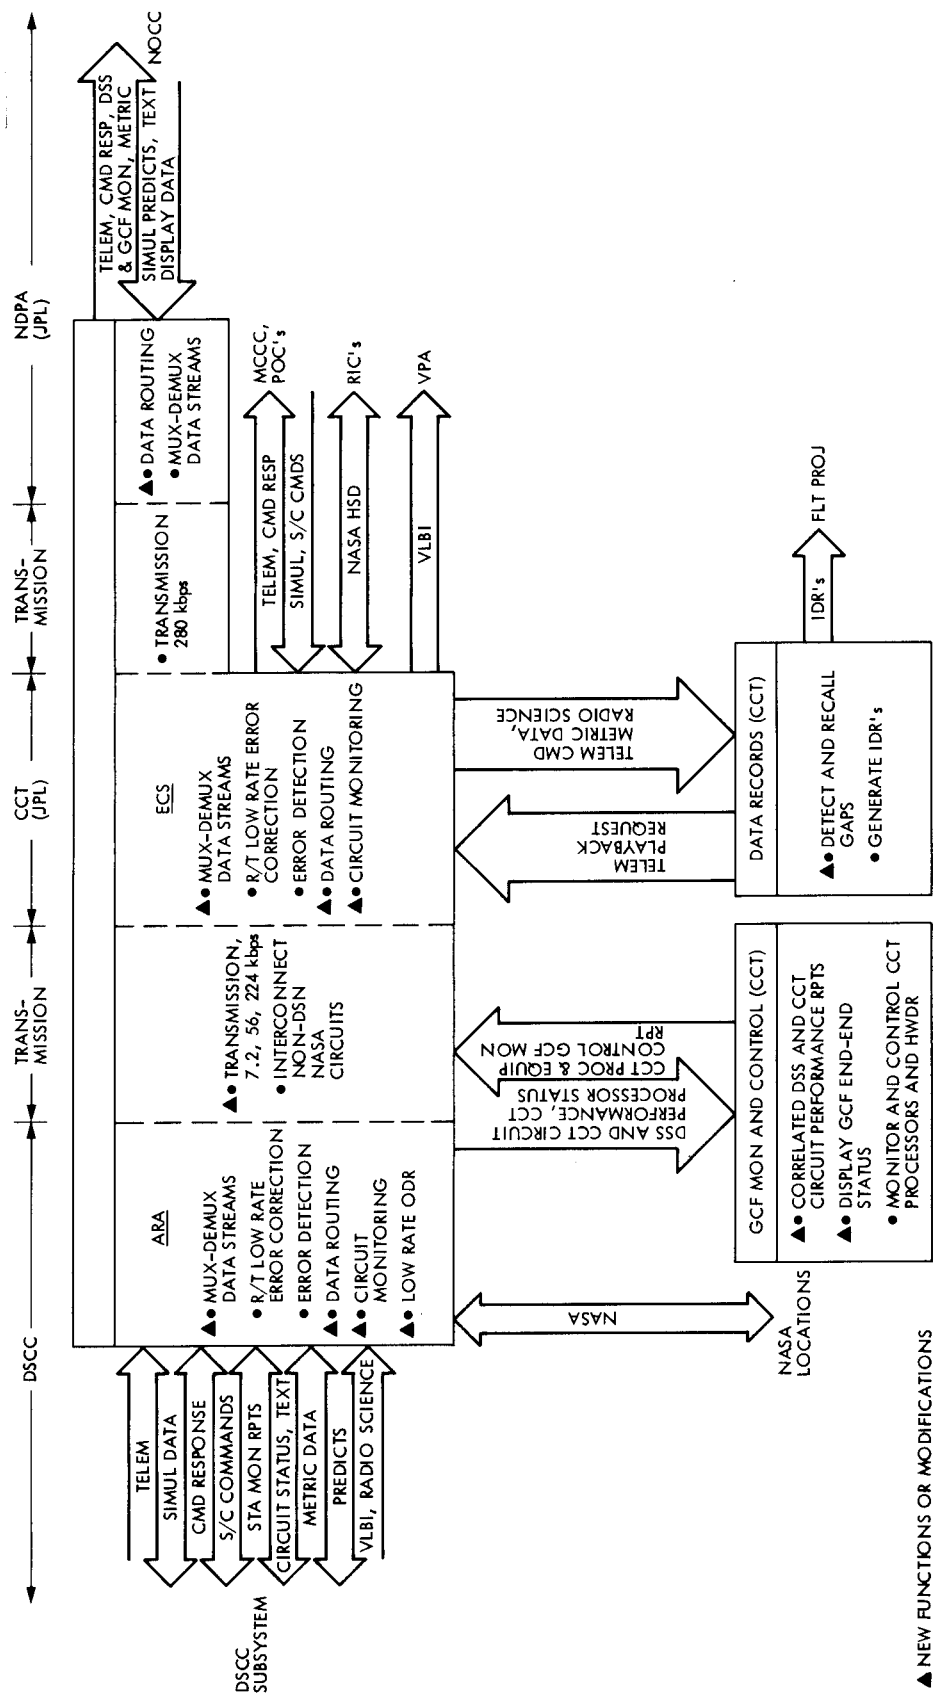 DSCC
TRANS-
MISSION
CCT
(JPL)
TRANS-
MISSION
NDPA
(JPL)
DSCC
SUBSYSTEM
TELEM
SIMUL DATA
CMD RESPONSE
S/C COMMANDS
STA MON RPTS
CIRCUIT STATUS, TEXT
METRIC DATA
PREDICTS
VLBI, RADIO SCIENCE
ARA
▲● MUX-DEMUX
DATA STREAMS
● R/T LOW RATE
ERROR CORRECTION
● ERROR DETECTION
▲● DATA ROUTING
▲● CIRCUIT
MONITORING
▲● LOW RATE ODR
▲● TRANSMISSION,
7.2, 56, 224 kbps
● INTERCONNECT
NON-DSN
NASA
CIRCUITS
ECS
▲● MUX-DEMUX
DATA STREAMS
● R/T LOW RATE ERROR
CORRECTION
● ERROR DETECTION
▲● DATA ROUTING
▲● CIRCUIT MONITORING
● TRANSMISSION
280 kbps
▲● DATA ROUTING
● MUX-DEMUX
DATA STREAMS
TELEM, CMD RESP, DSS
& GCF MON, METRIC
SIMUL PREDICTS, TEXT
DISPLAY DATA
NOCC
TELEM, CMD RESP
SIMUL, S/C CMDS
MCCC,
POC's
NASA HSD
RIC's
VLBI
VPA
NASA
NASA
LOCATIONS
DSS AND CCT CIRCUIT
PERFORMANCE, CCT
PROCESSOR STATUS
CCT PROC & EQUIP
CONTROL GCF MON
RPT
TELEM
PLAYBACK
REQUEST
TELEM CMD
METRIC DATA,
RADIO SCIENCE
GCF MON AND CONTROL (CCT)
▲● CORRELATED DSS AND CCT
CIRCUIT PERFORMANCE RPTS
▲● DISPLAY GCF END-END
STATUS
● MONITOR AND CONTROL CCT
PROCESSORS AND HWDR
DATA RECORDS (CCT)
▲● DETECT AND RECALL
GAPS
● GENERATE IDR's
IDR's
FLT PROJ
▲ NEW FUNCTIONS OR MODIFICATIONS